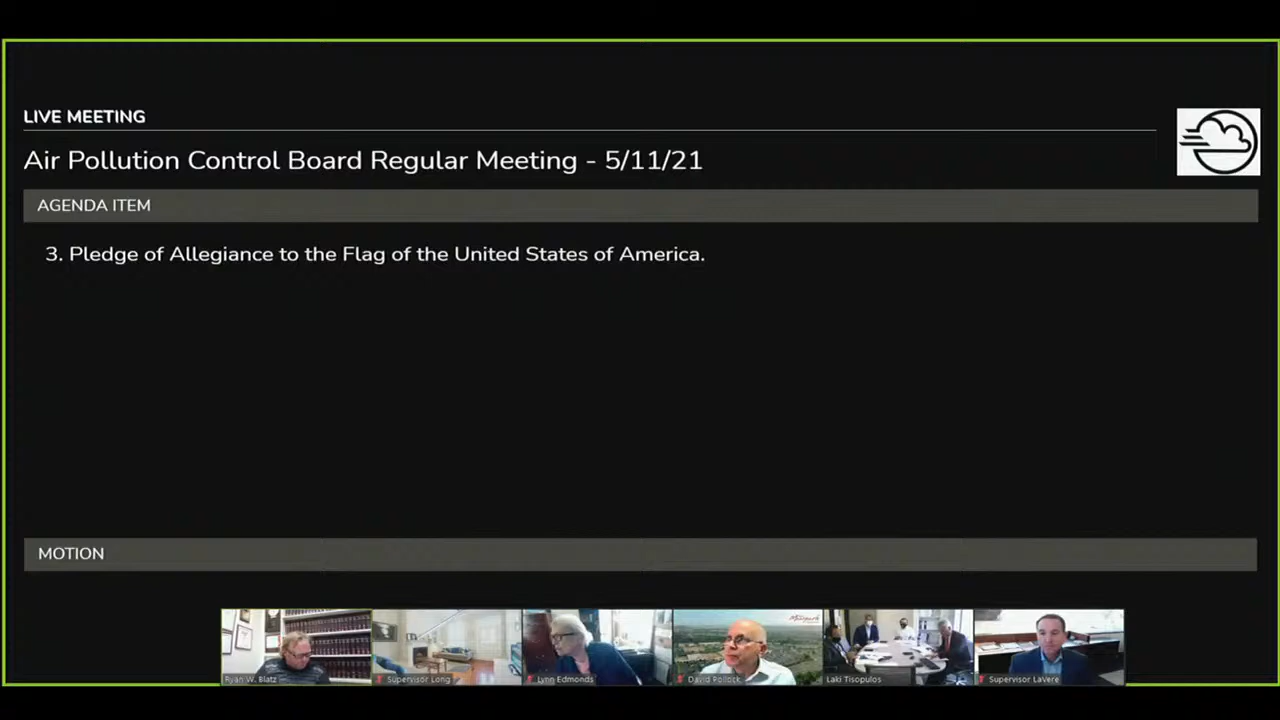 LIVE MEETING
Air Pollution Control Board Regular Meeting - 5/11/21
AGENDA ITEM
3. Pledge of Allegiance to the Flag of the United States of America.
MOTION
Ryan W. Blatz
Supervisor Long
Lynn Edmonds
David Pollock
Laki Tisopulos
Supervisor LaVere